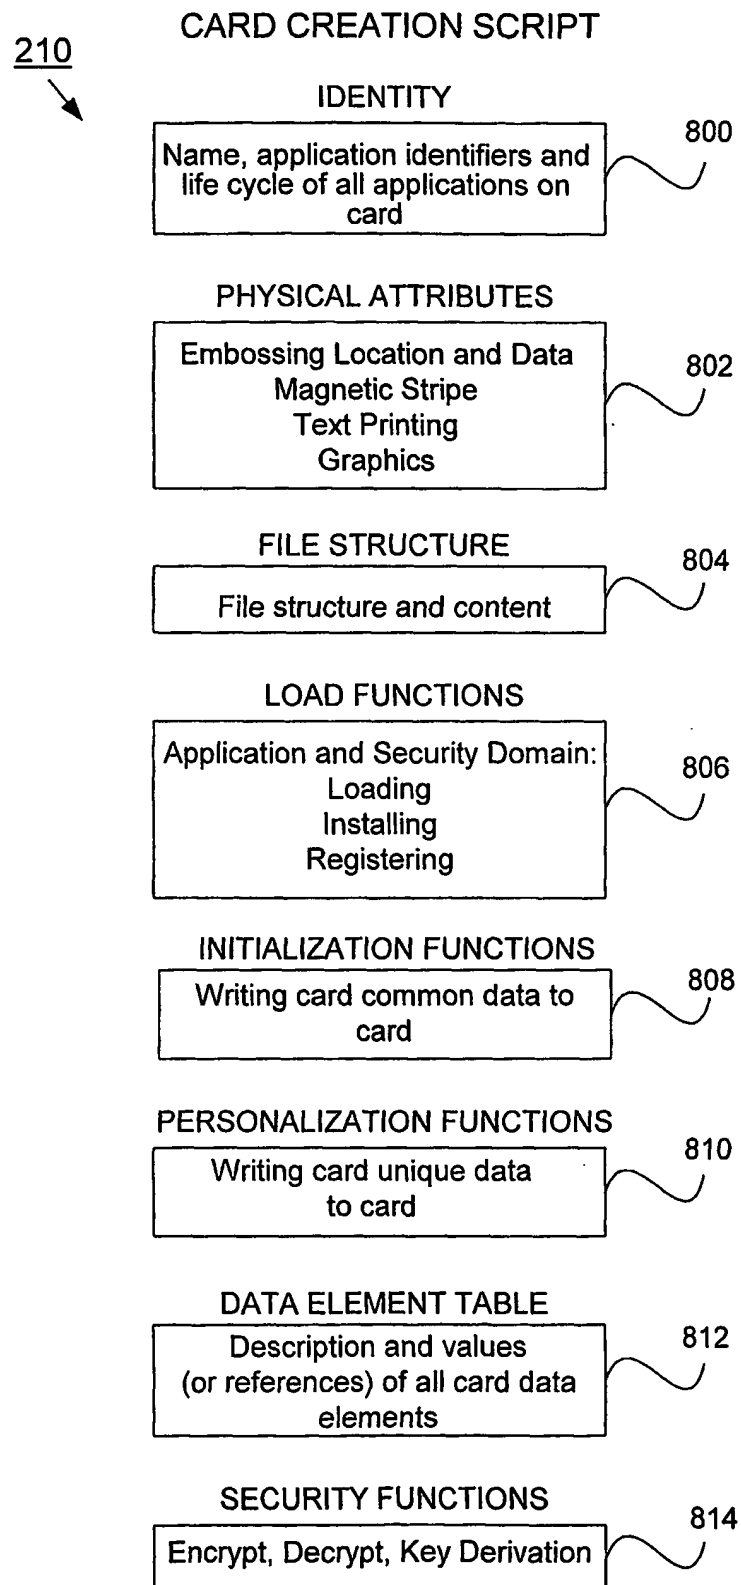 CARD CREATION SCRIPT
210
IDENTITY
800
Name, application identifiers and
life cycle of all applications on
card
PHYSICAL ATTRIBUTES
802
Embossing Location and Data
Magnetic Stripe
Text Printing
Graphics
FILE STRUCTURE
804
File structure and content
LOAD FUNCTIONS
806
Application and Security Domain:
Loading
Installing
Registering
INITIALIZATION FUNCTIONS
808
Writing card common data to
card
PERSONALIZATION FUNCTIONS
810
Writing card unique data
to card
DATA ELEMENT TABLE
812
Description and values
(or references) of all card data
elements
SECURITY FUNCTIONS
814
Encrypt, Decrypt, Key Derivation